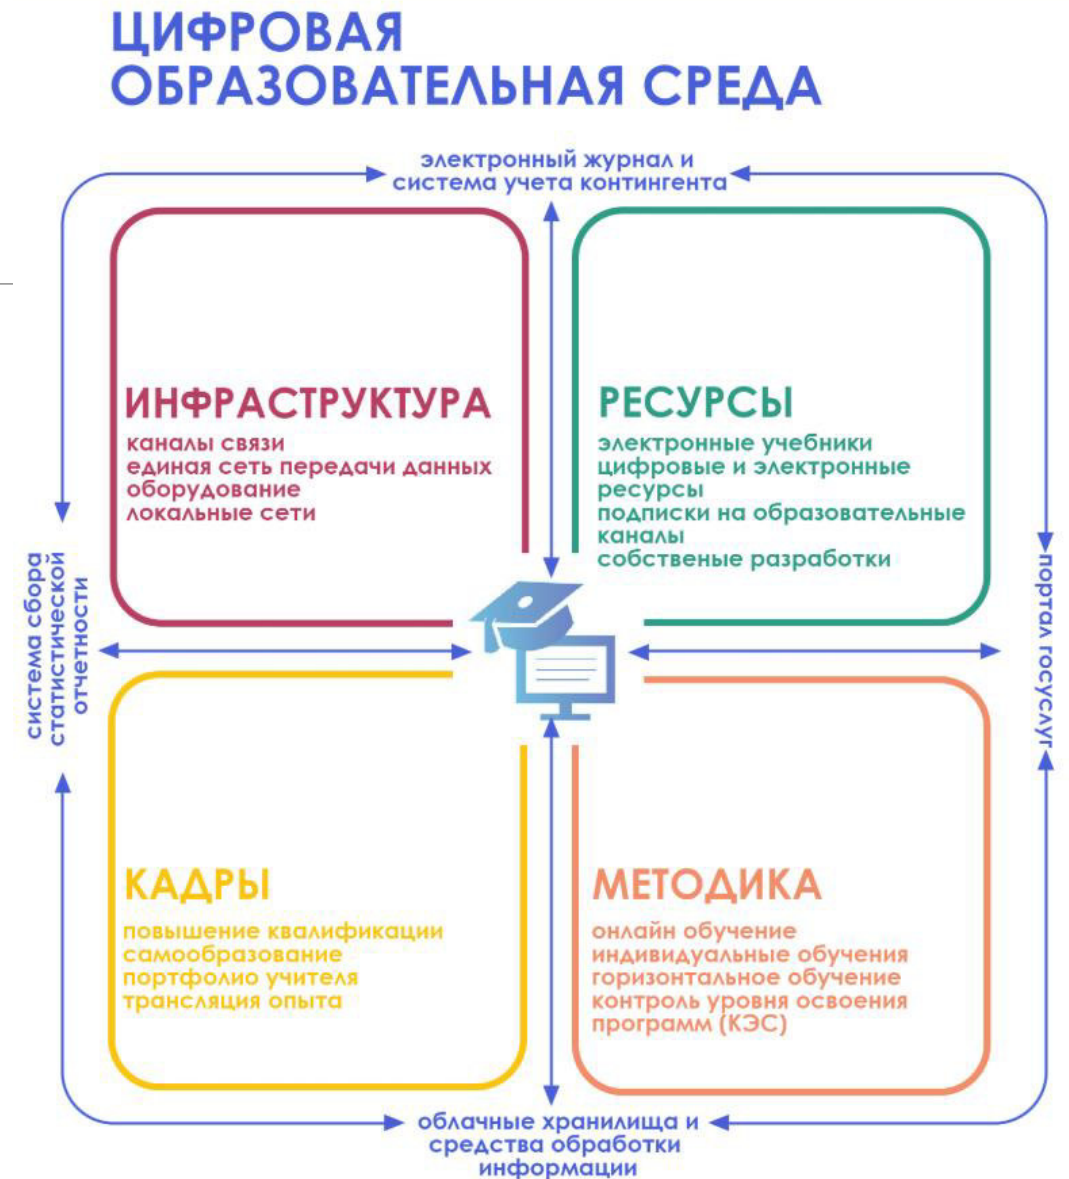 ЦИФРОВАЯ
ОБРАЗОВАТЕЛЬНАЯ СРЕДА
электронный журнал и
система учета контингента
ИНФРАСТРУКТУРА
каналы связи
единая сеть передачи данных
оборудование
локальные сети
РЕСУРСЫ
электронные учебники
цифровые и электронные
ресурсы
подписки на образовательные
каналы
собственые разработки
система сбора
статистической
отчетности
портал госуслуг
КАДРЫ
повышение квалификации
самообразование
портфолио учителя
трансляция опыта
МЕТОДИКА
онлайн обучение
индивидуальные обучения
горизонтальное обучение
контроль уровня освоения
программ (КЭС)
облачные хранилища и
средства обработки
информации